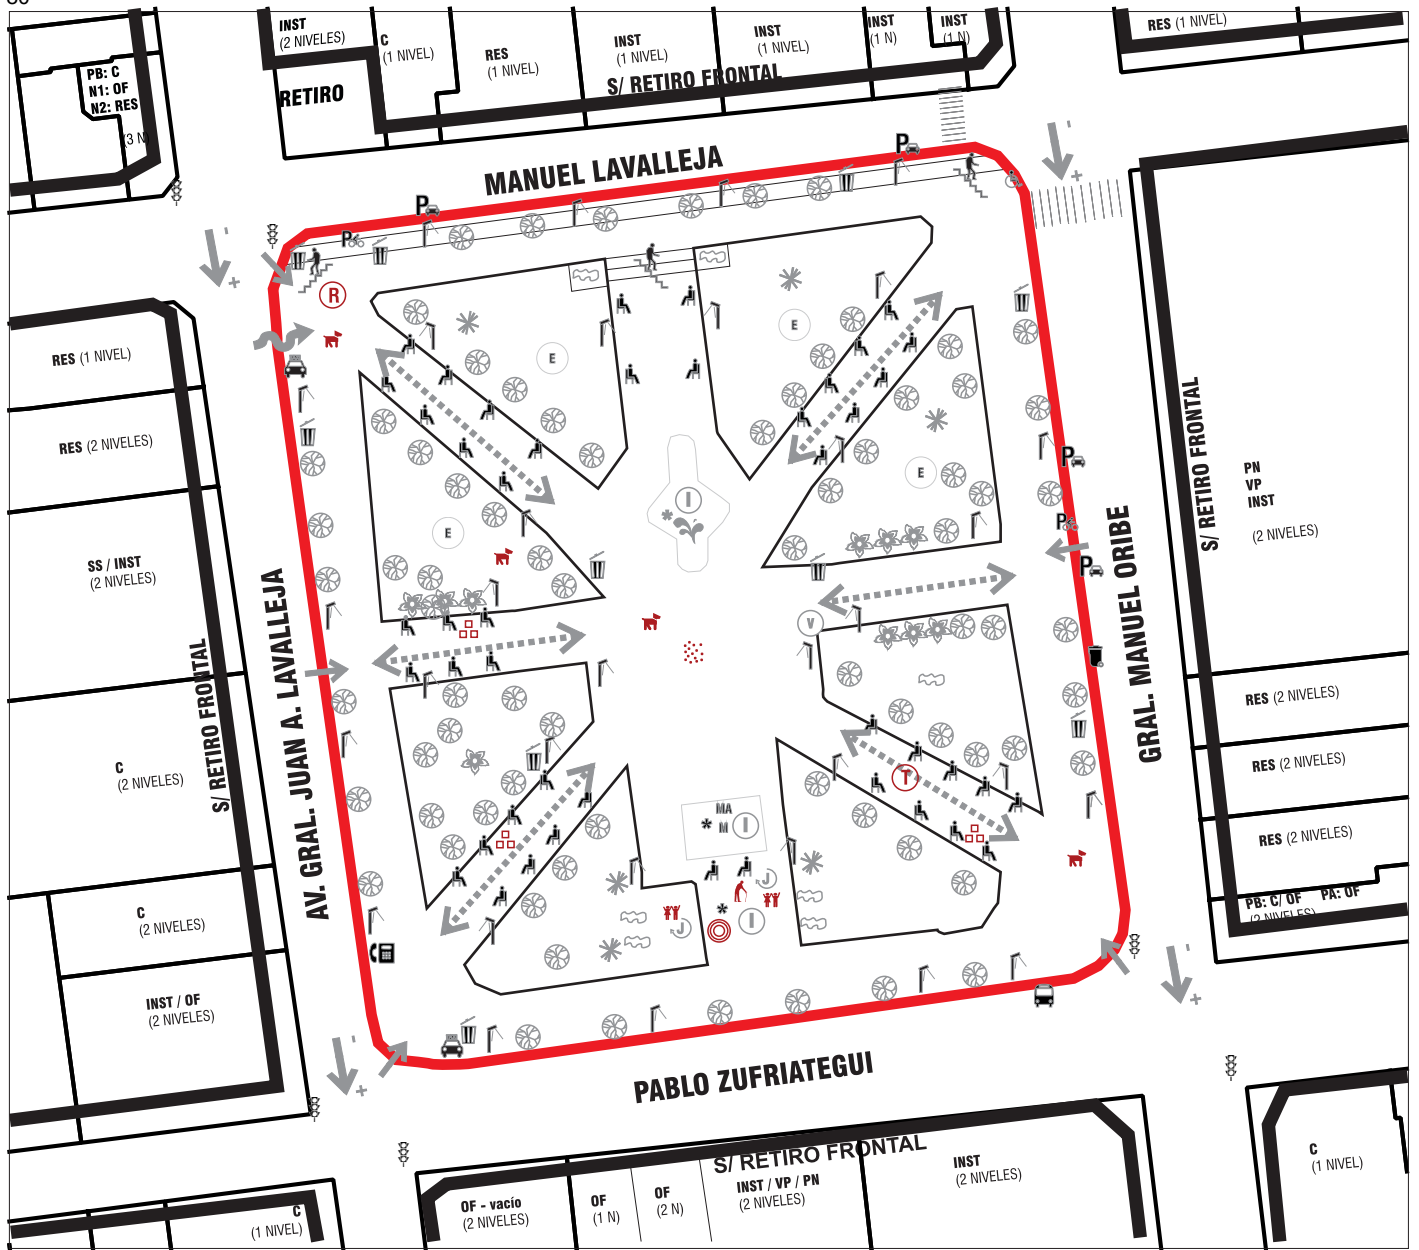 INST
(2 NIVELES)
C
(1 NIVEL)
RES
(1 NIVEL)
INST
(1 NIVEL)
INST
(1 NIVEL)
INST
(1 N)
INST
(1 N)
RES (1 NIVEL)
PB: C
N1: OF
N2: RES
(3 N)
RETIRO
S/ RETIRO FRONTAL
MANUEL LAVALLEJA
P
P
P
R
E
E
RES (1 NIVEL)
RES (2 NIVELES)
E
E
I
P
P
P
S/ RETIRO FRONTAL
PN
VP
INST
(2 NIVELES)
SS / INST
(2 NIVELES)
V
GRAL. MANUEL ORIBE
AV. GRAL. JUAN A. LAVALLEJA
S/ RETIRO FRONTAL
RES (2 NIVELES)
C
(2 NIVELES)
T
RES (2 NIVELES)
MA
* M I
RES (2 NIVELES)
J
J
* I
PB: C/ OF PA: OF
(2 NIVELES)
C
(2 NIVELES)
INST / OF
(2 NIVELES)
PABLO ZUFRIATEGUI
S/ RETIRO FRONTAL
C
(1 NIVEL)
OF - vacío
(2 NIVELES)
OF
(1 N)
OF
(2 N)
INST / VP / PN
(2 NIVELES)
INST
(2 NIVELES)
C
(1 NIVEL)